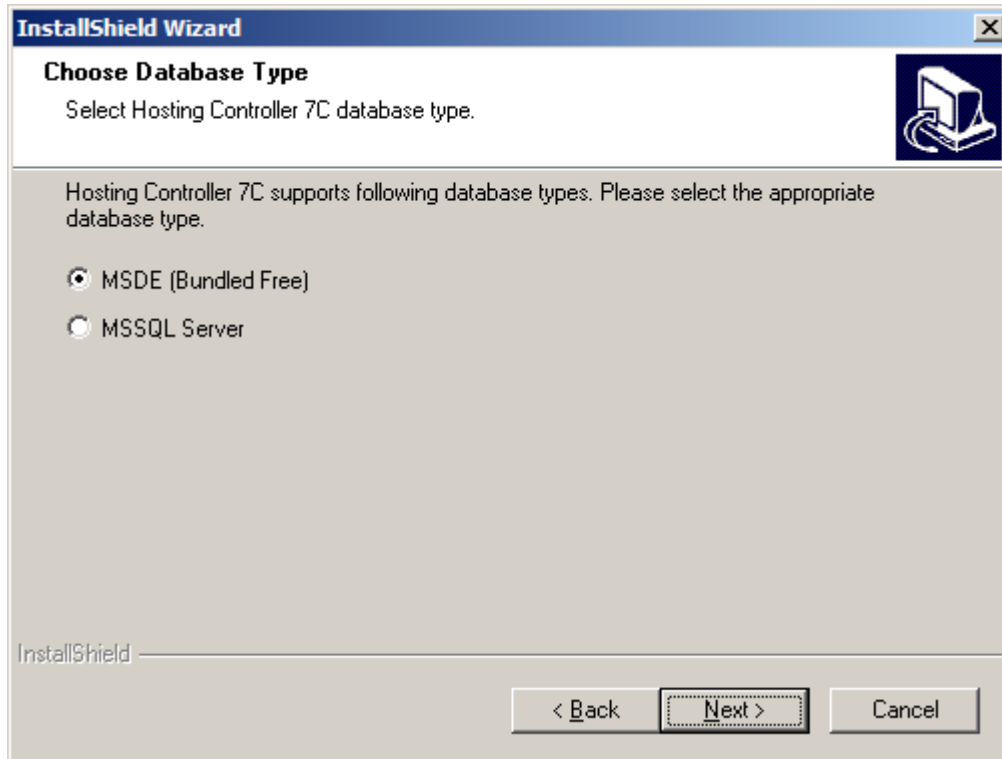 InstallShield Wizard
Choose Database Type
Select Hosting Controller 7C database type.
Hosting Controller 7C supports following database types. Please select the appropriate
database type.
MSDE (Bundled Free)
MSSQL Server
InstallShield
< Back Next > Cancel